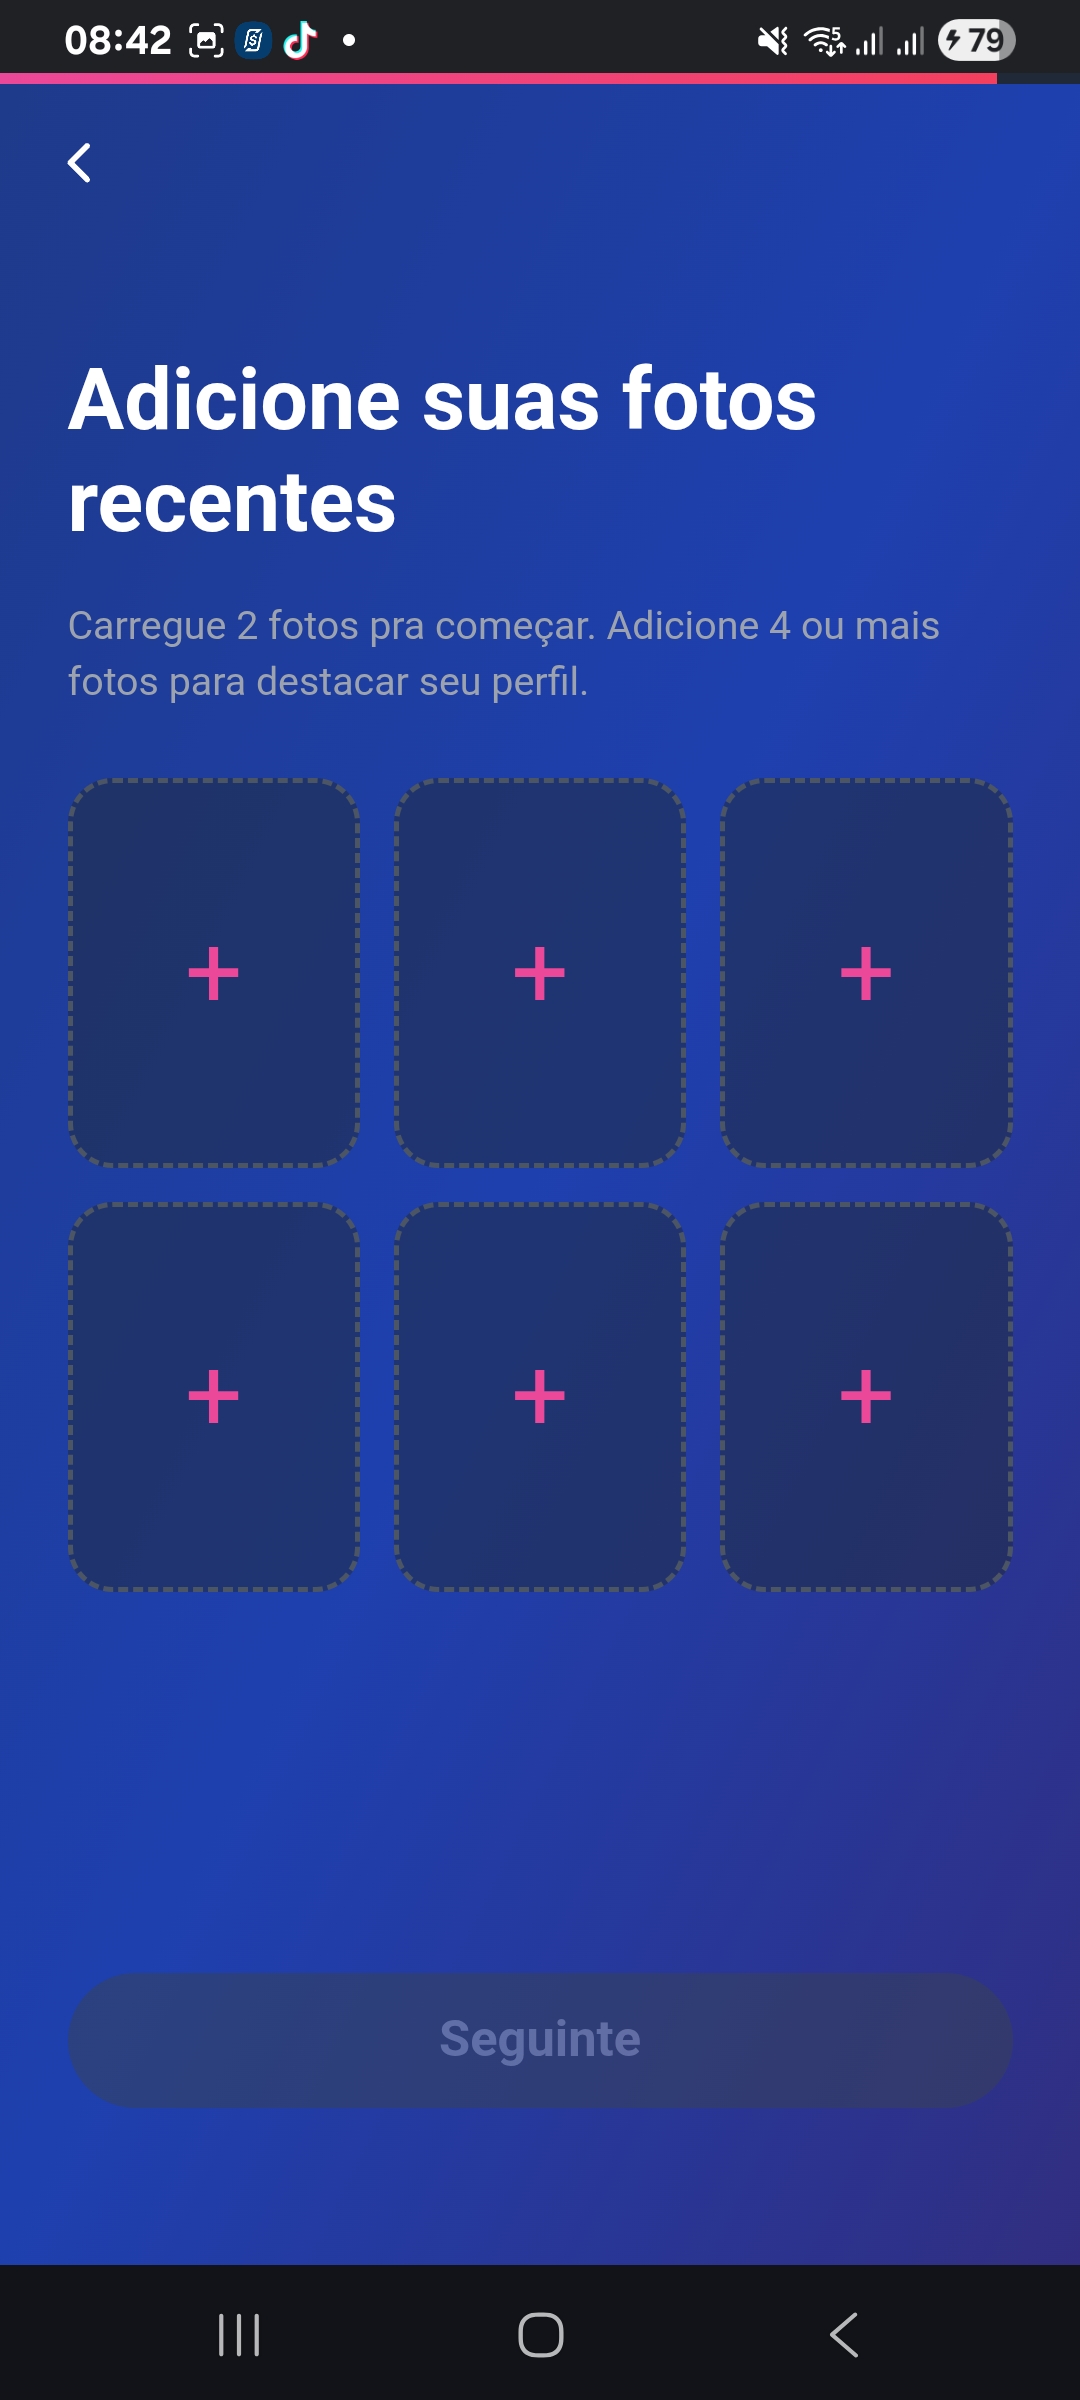 08:42
5
79
Adicione suas fotos
recentes
Carregue 2 fotos pra começar. Adicione 4 ou mais
fotos para destacar seu perfil.
+ + +
+ + +
Seguinte